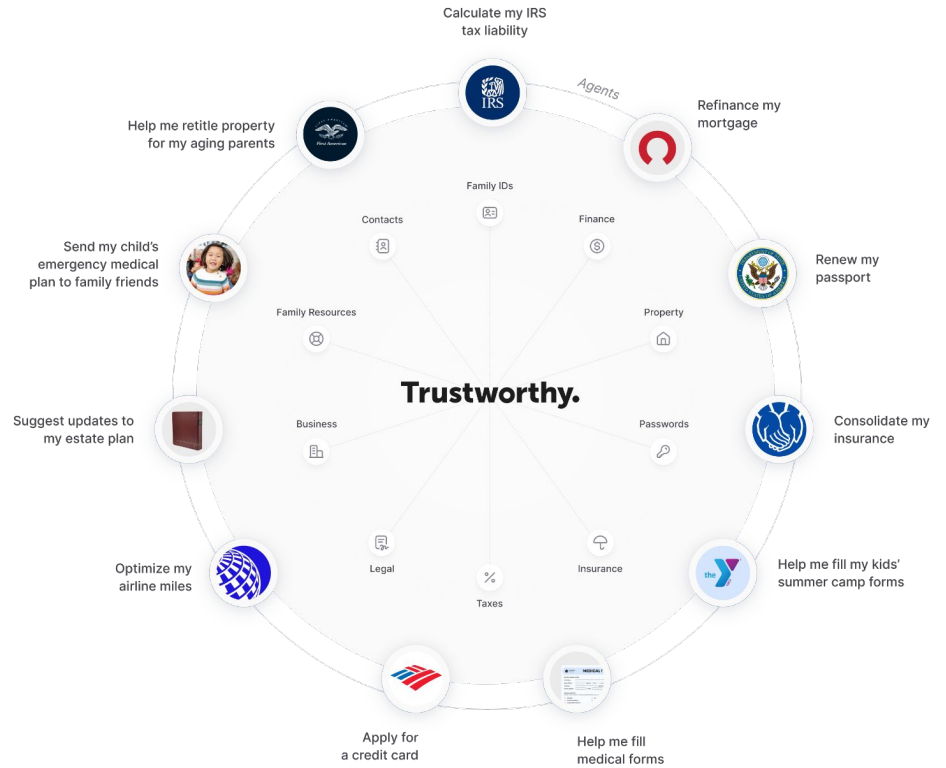 Calculate my IRS
tax liability
Agents
IRS
Refinance my
mortgage
Help me retitle property
for my aging parents
First American
Family IDs
Contacts
Finance
Send my child's
emergency medical
plan to family friends
Renew my
passport
Family Resources
Property
Trustworthy.
Suggest updates to
my estate plan
Business
Passwords
Consolidate my
insurance
Legal
Insurance
Taxes
Optimize my
airline miles
the Y
Help me fill my kids'
summer camp forms
MEDICAL
Apply for
a credit card
Help me fill
medical forms